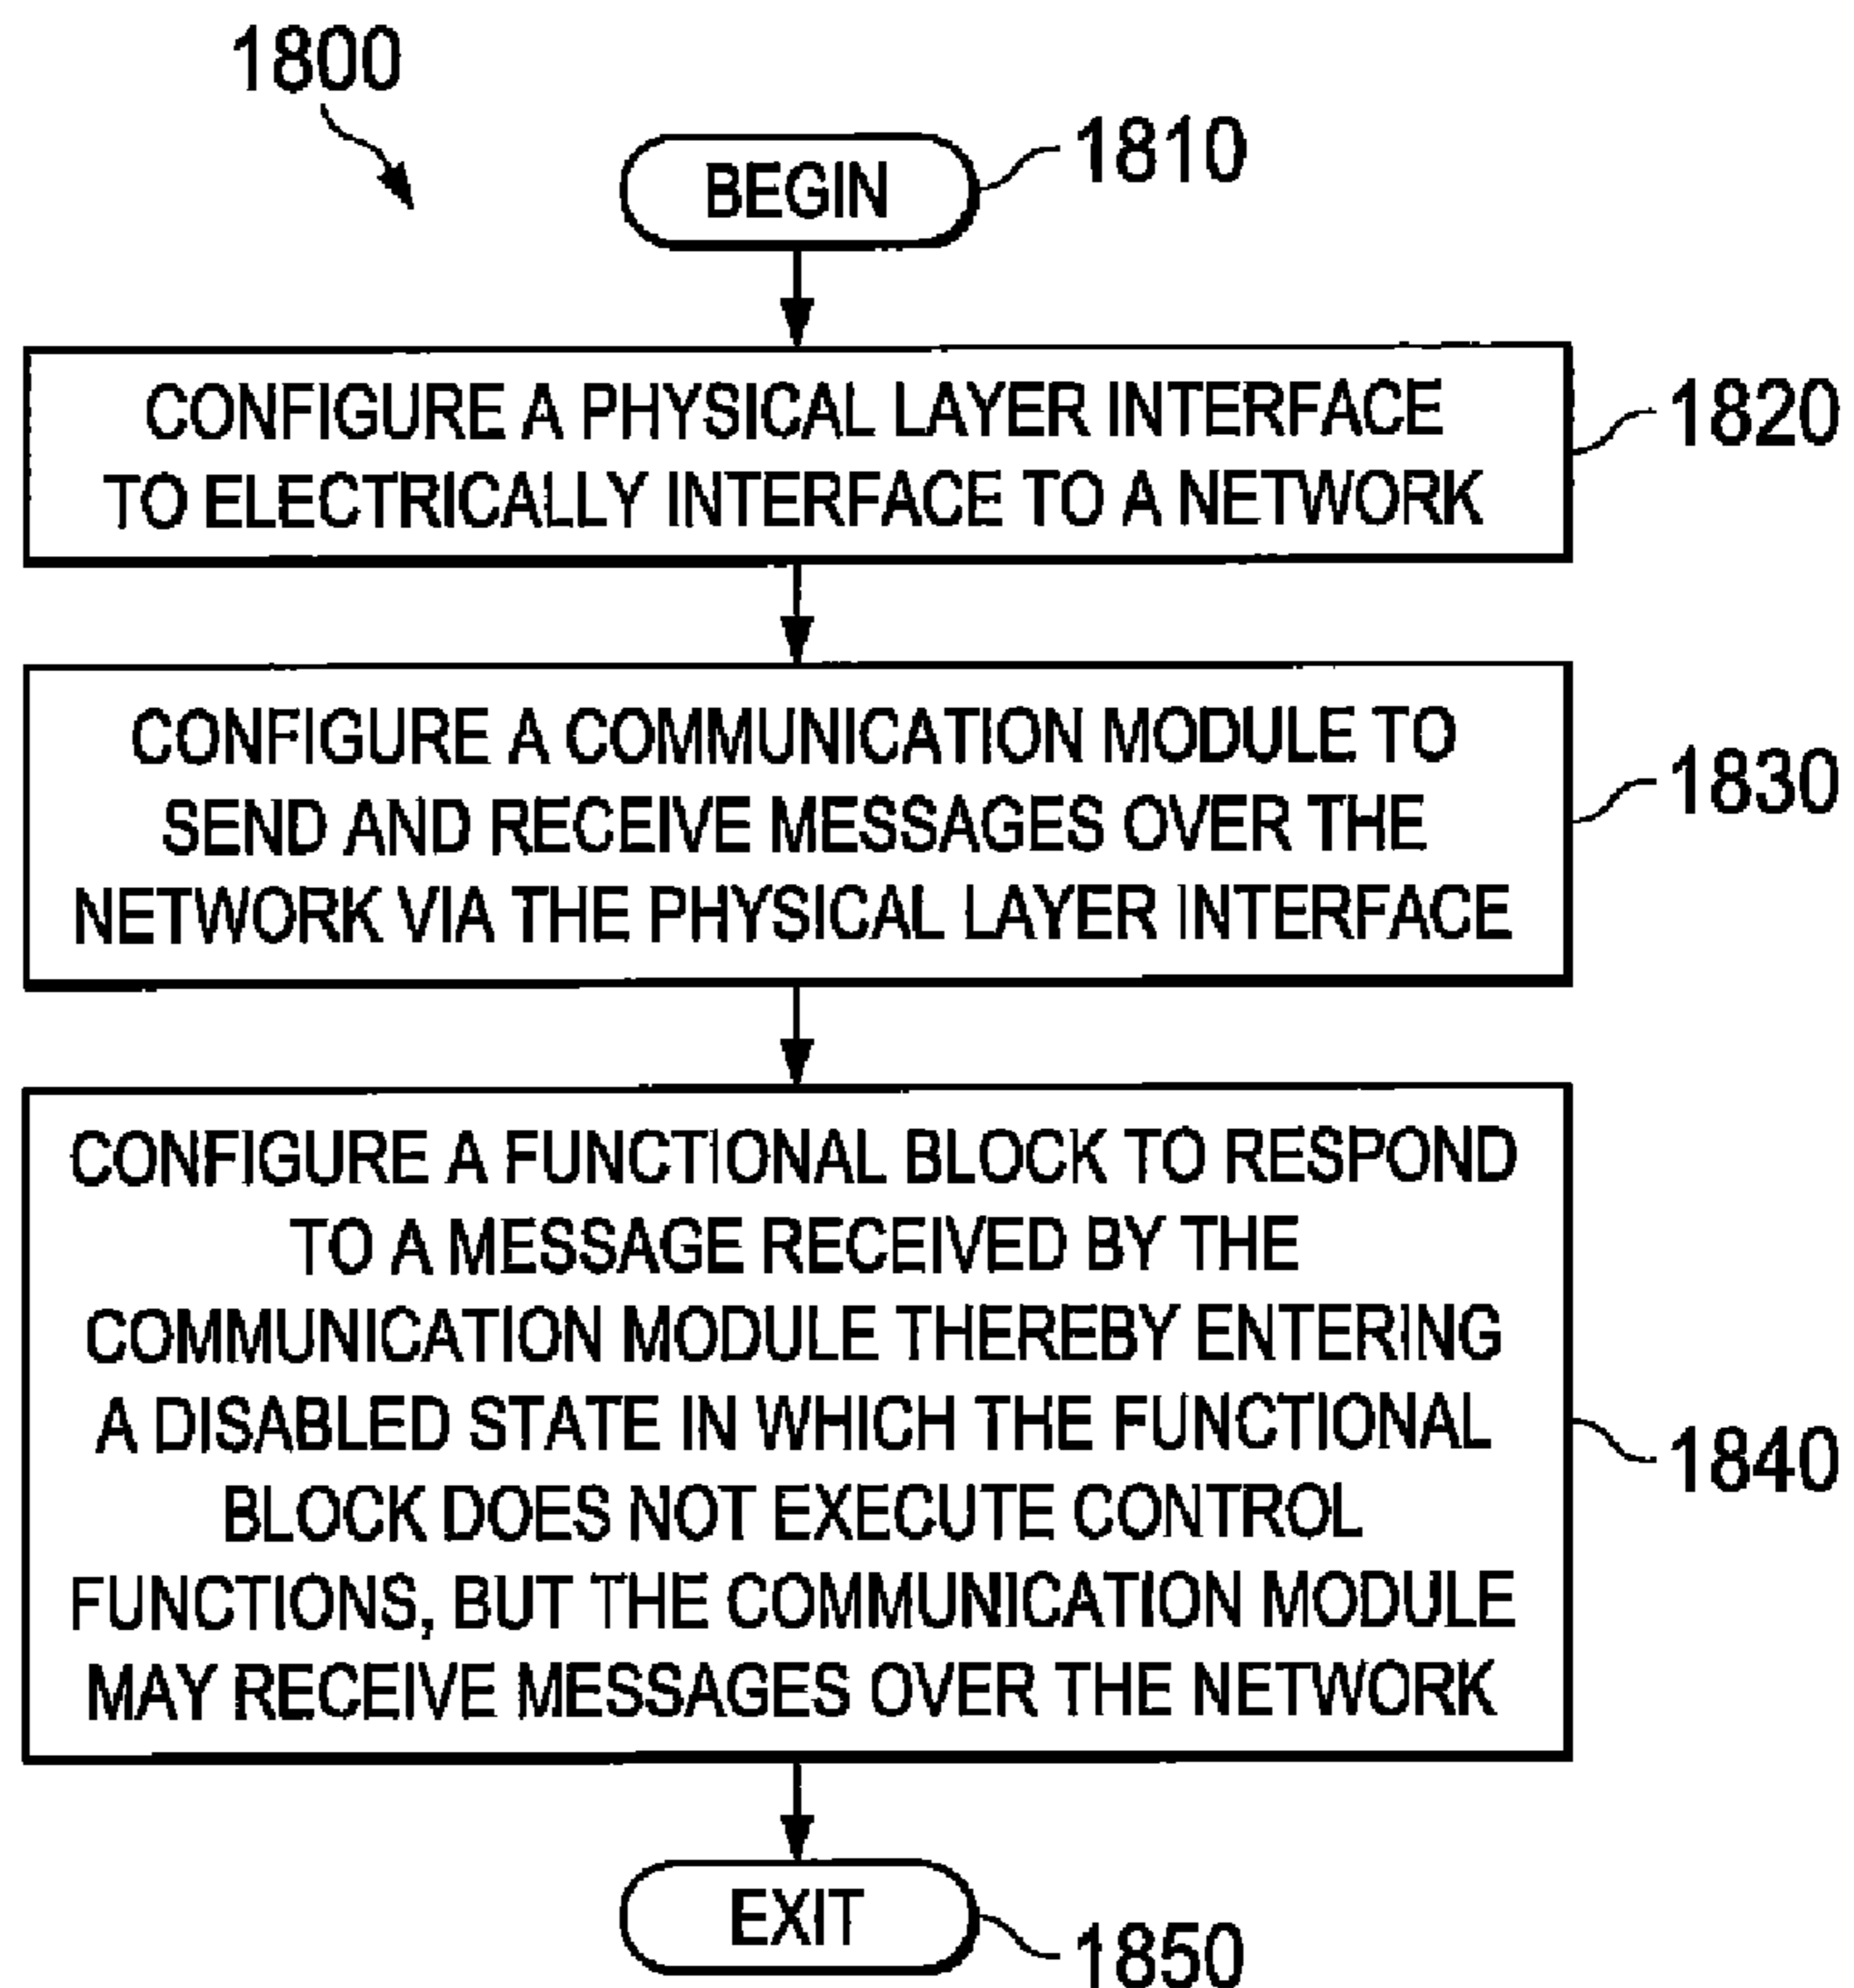 1800
BEGIN
1810
CONFIGURE A PHYSICAL LAYER INTERFACE
TO ELECTRICALLY INTERFACE TO A NETWORK
1820
CONFIGURE A COMMUNICATION MODULE TO
SEND AND RECEIVE MESSAGES OVER THE
NETWORK VIA THE PHYSICAL LAYER INTERFACE
1830
CONFIGURE A FUNCTIONAL BLOCK TO RESPOND
TO A MESSAGE RECEIVED BY THE
COMMUNICATION MODULE THEREBY ENTERING
A DISABLED STATE IN WHICH THE FUNCTIONAL
BLOCK DOES NOT EXECUTE CONTROL
FUNCTIONS, BUT THE COMMUNICATION MODULE
MAY RECEIVE MESSAGES OVER THE NETWORK
1840
EXIT
1850